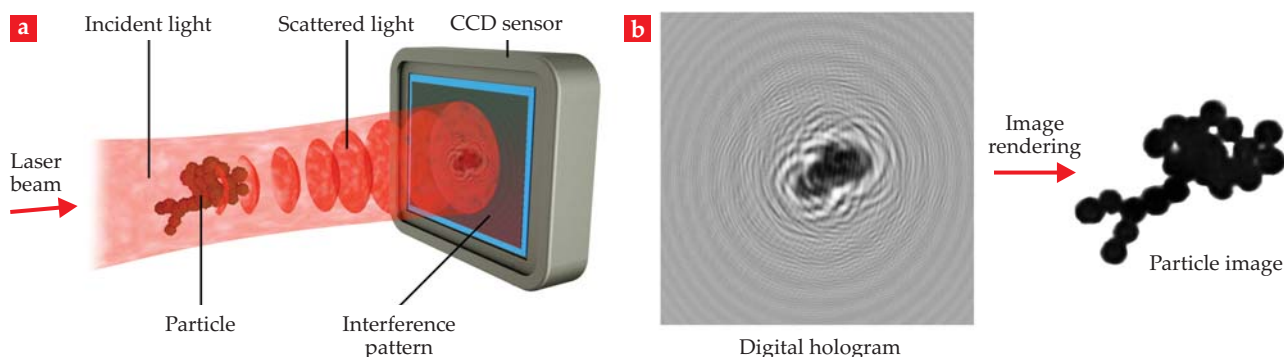 a
Incident light
Scattered light
CCD sensor
Laser
beam
Particle
Interference
pattern
b
Digital hologram
Image
rendering
Particle image